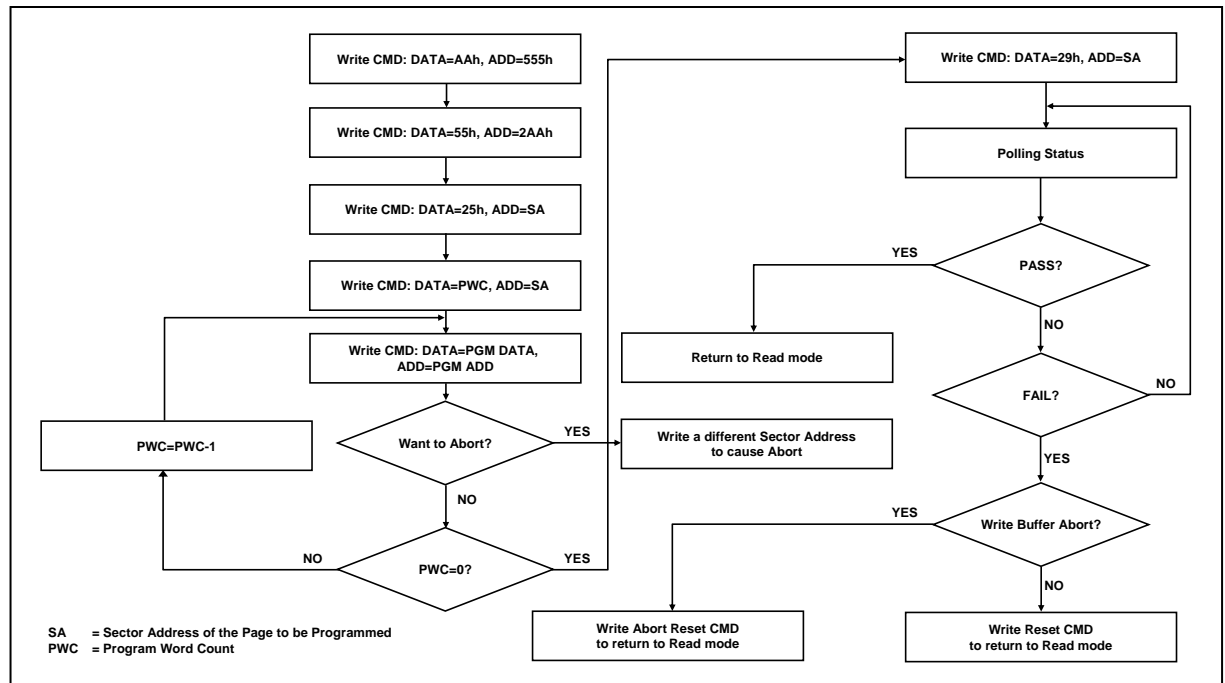 Write CMD: DATA=AAh, ADD=555h
Write CMD: DATA=55h, ADD=2AAh
Write CMD: DATA=25h, ADD=SA
Write CMD: DATA=PWC, ADD=SA
Write CMD: DATA=PGM DATA,
ADD=PGM ADD
Want to Abort?
YES
Write a different Sector Address
to cause Abort
NO
PWC=0?
NO
PWC=PWC-1
YES
Write CMD: DATA=29h, ADD=SA
Polling Status
PASS?
YES
Return to Read mode
NO
FAIL?
NO
YES
Write Buffer Abort?
YES
Write Abort Reset CMD
to return to Read mode
NO
Write Reset CMD
to return to Read mode
SA = Sector Address of the Page to be Programmed
PWC = Program Word Count